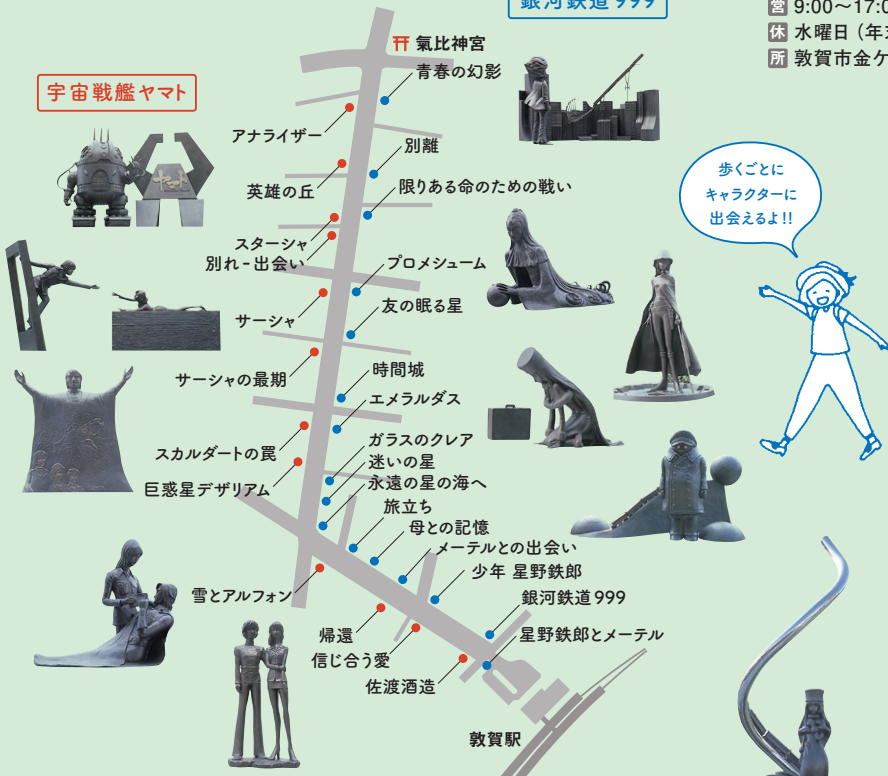 銀河鉄道999
営 9:00〜17:0
休 水曜日（年末
所 敦賀市金ケ
宇宙戦艦ヤマト
氣比神宮
青春の幻影
アナライザー
別離
英雄の丘
限りある命のための戦い
スターシャ
別れ-出会い
プロメシューム
サーシャ
友の眠る星
サーシャの最期
時間城
エメラルダス
スカルダートの罠
ガラスのクレア
迷いの星
巨惑星デザリアム
永遠の星の海へ
旅立ち
母との記憶
メーテルとの出会い
少年 星野鉄郎
雪とアルフォン
銀河鉄道999
帰還
星野鉄郎とメーテル
信じ合う愛
佐渡酒造
敦賀駅
歩くごとに
キャラクターに
出会えるよ!!
ヤマト